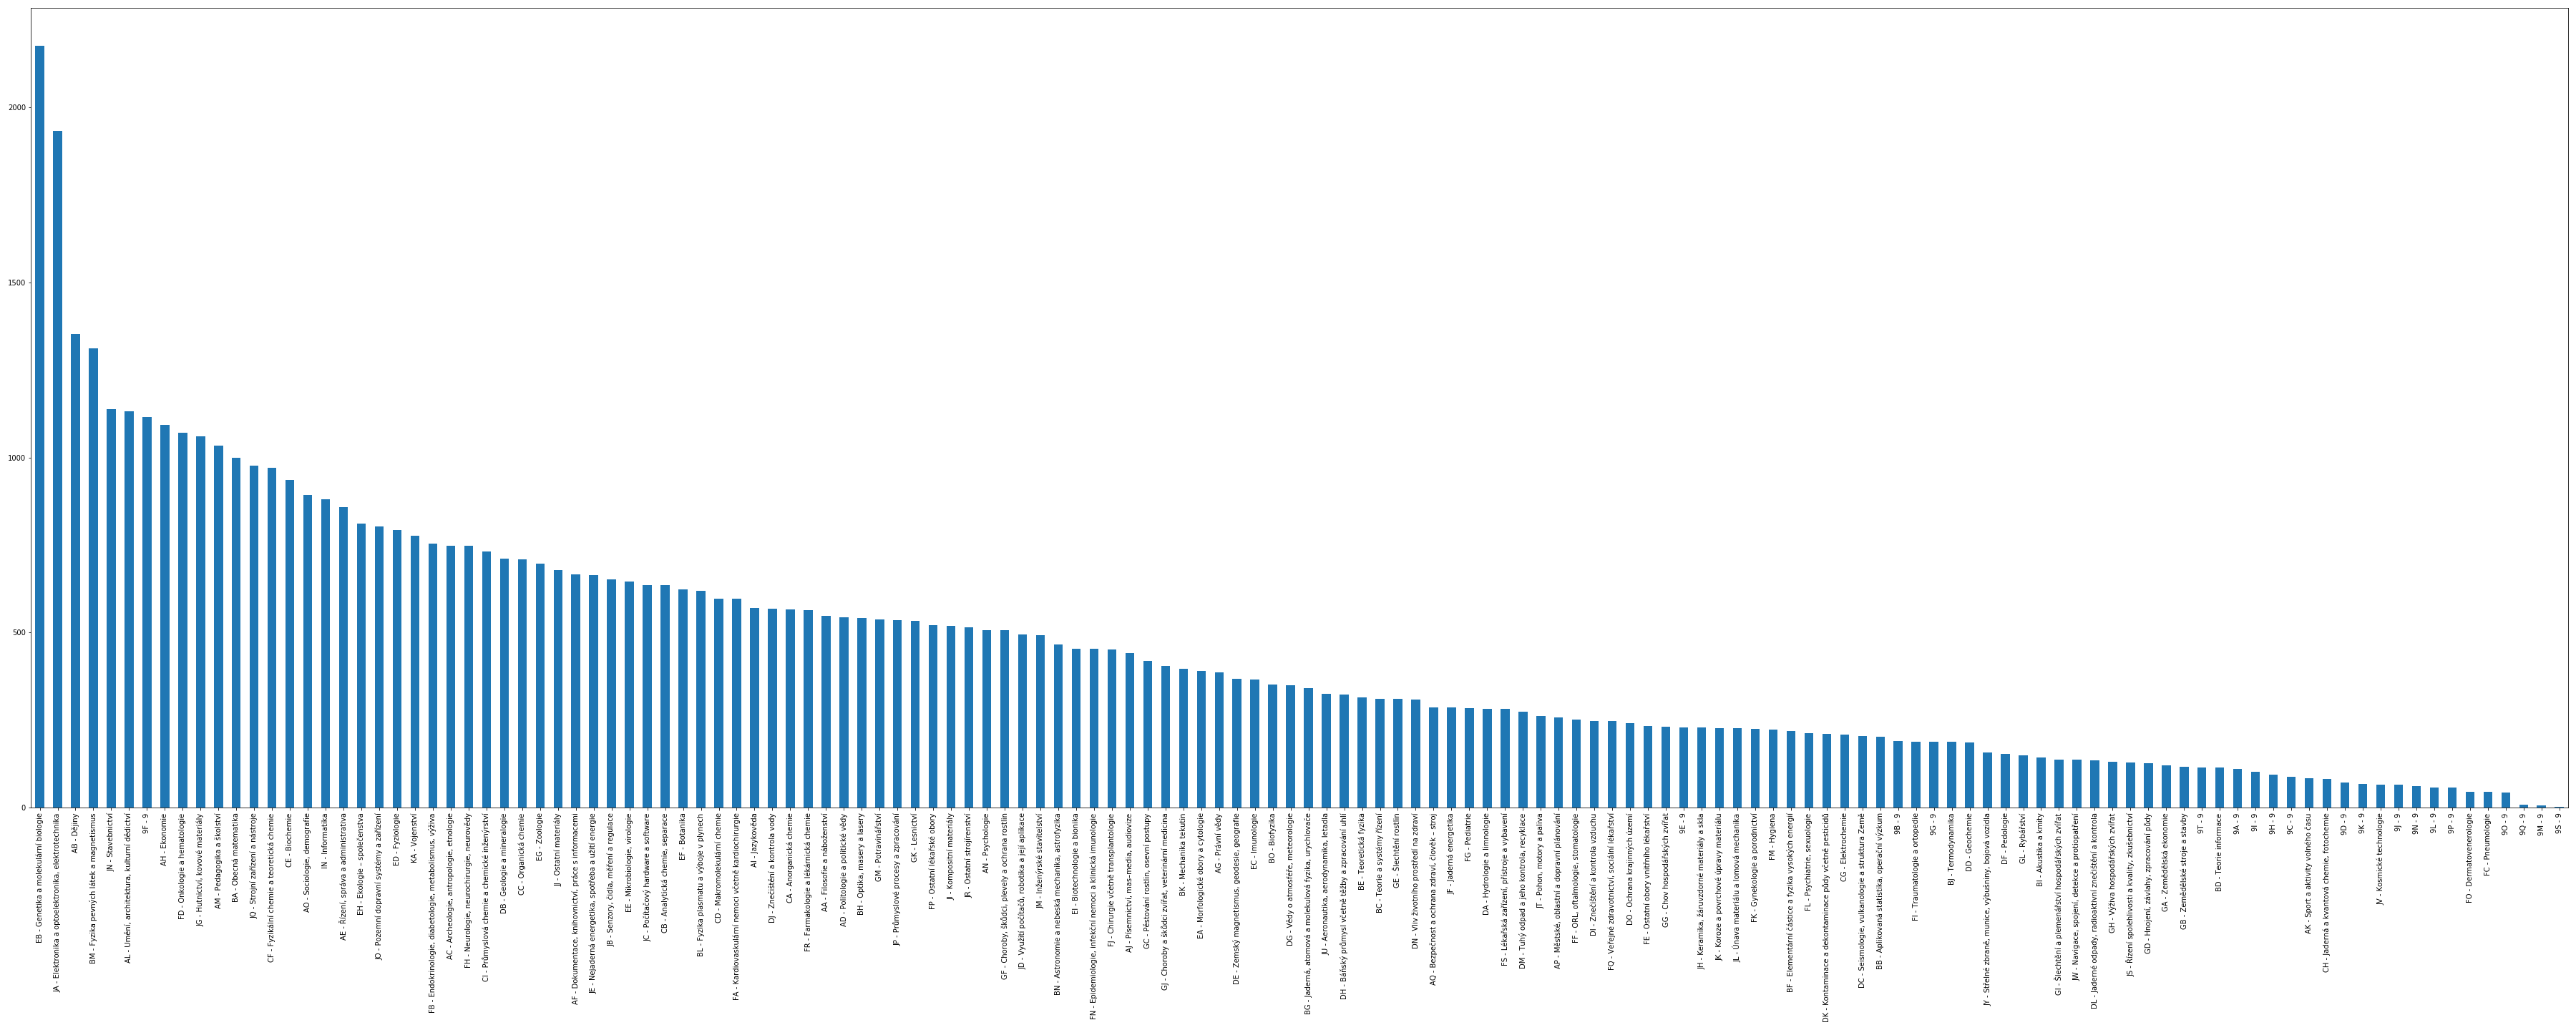 2000
1500
1000
500
0
EB - Genetika a molekulární biologie
JA - Elektronika a optoelektronika, elektrotechnika
AB - Dějiny
BM - Fyzika pevných látek a magnetismus
JN - Stavebnictví
AL - Umění, architektura, kulturní dědictví
9F - 9
AH - Ekonomie
FD - Onkologie a hematologie
JG - Hutnictví, kovové materiály
AM - Pedagogika a školství
BA - Obecná matematika
JQ - Strojní zařízení a nástroje
CF - Fyzikální chemie a teoretická chemie
CE - Biochemie
AO - Sociologie, demografie
IN - Informatika
AE - Řízení, správa a administrativa
EH - Ekologie – společenstva
JO - Pozemní dopravní systémy a zařízení
ED - Fyziologie
KA - Vojenství
FB - Endokrinologie, diabetologie, metabolismus, výživa
AC - Archeologie, antropologie, etnologie
FH - Neurologie, neurochirurgie, neurovědy
CI - Průmyslová chemie a chemické inženýrství
DB - Geologie a mineralogie
CC - Organická chemie
EG - Zoologie
JJ - Ostatní materiály
AF - Dokumentace, knihovnictví, práce s informacemi
JE - Nejaderná energetika, spotřeba a užití energie
JB - Senzory, čidla, měření a regulace
EE - Mikrobiologie, virologie
JC - Počítačový hardware a software
CB - Analytická chemie, separace
EF - Botanika
BL - Fyzika plasmatu a výboje v plynech
CD - Makromolekulární chemie
FA - Kardiovaskulární nemoci včetně kardiochirurgie
AI - Jazykověda
DJ - Znečištění a kontrola vody
CA - Anorganická chemie
FR - Farmakologie a lékárnická chemie
AA - Filosofie a náboženství
AD - Politologie a politické vědy
BH - Optika, masery a lasery
GM - Potravinářství
JP - Průmyslové procesy a zpracování
GK - Lesnictví
FP - Ostatní lékařské obory
JI - Kompositní materiály
JR - Ostatní strojírenství
AN - Psychologie
GF - Choroby, škůdci, plevely a ochrana rostlin
JD - Využití počítačů, robotika a její aplikace
JM - Inženýrské stavitelství
BN - Astronomie a nebeská mechanika, astrofyzika
EI - Biotechnologie a bionika
FN - Epidemiologie, infekční nemoci a klinická imunologie
FJ - Chirurgie včetně transplantologie
AJ - Písemnictví, mas-media, audiovize
GC - Pěstování rostlin, osevní postupy
GJ - Choroby a škůdci zvířat, veterinární medicina
BK - Mechanika tekutin
EA - Morfologické obory a cytologie
AG - Právní vědy
DE - Zemský magnetismus, geodesie, geografie
EC - Imunologie
BO - Biofyzika
DG - Vědy o atmosféře, meteorologie
BG - Jaderná, atomová a molekulová fyzika, urychlovače
JU - Aeronautika, aerodynamika, letadla
DH - Báňský průmysl včetně těžby a zpracování uhlí
BE - Teoretická fyzika
BC - Teorie a systémy řízení
GE - Šlechtění rostlin
DN - Vliv životního prostředí na zdraví
AQ - Bezpečnost a ochrana zdraví, člověk - stroj
JF - Jaderná energetika
FG - Pediatrie
DA - Hydrologie a limnologie
FS - Lékařská zařízení, přístroje a vybavení
DM - Tuhý odpad a jeho kontrola, recyklace
JT - Pohon, motory a paliva
AP - Městské, oblastní a dopravní plánování
FF - ORL, oftalmologie, stomatologie
DI - Znečištění a kontrola vzduchu
FQ - Veřejné zdravotnictví, sociální lékařství
DO - Ochrana krajinných území
FE - Ostatní obory vnitřního lékařství
GG - Chov hospodářských zvířat
9E - 9
JH - Keramika, žáruvzdorné materiály a skla
JK - Koroze a povrchové úpravy materiálu
JL - Únava materiálu a lomová mechanika
FK - Gynekologie a porodnictví
FM - Hygiena
BF - Elementární částice a fyzika vysokých energií
FL - Psychiatrie, sexuologie
DK - Kontaminace a dekontaminace půdy včetně pesticidů
CG - Elektrochemie
DC - Seismologie, vulkanologie a struktura Země
BB - Aplikovaná statistika, operační výzkum
9B - 9
FI - Traumatologie a ortopedie
9G - 9
BJ - Termodynamika
DD - Geochemie
JY - Střelné zbraně, munice, výbušniny, bojová vozidla
DF - Pedologie
GL - Rybářství
BI - Akustika a kmity
GI - Šlechtění a plemenářství hospodářských zvířat
JW - Navigace, spojení, detekce a protiopatření
DL - Jaderné odpady, radioaktivní znečištění a kontrola
GH - Výživa hospodářských zvířat
JS - Řízení spolehlivosti a kvality, zkušebnictví
GD - Hnojení, závlahy, zpracování půdy
GA - Zemědělská ekonomie
GB - Zemědělské stroje a stavby
9T - 9
BD - Teorie informace
9A - 9
9I - 9
9H - 9
9C - 9
AK - Sport a aktivity volného času
CH - Jaderná a kvantová chemie, fotochemie
9D - 9
9K - 9
JV - Kosmické technologie
9J - 9
9N - 9
9L - 9
9P - 9
FO - Dermatovenerologie
FC - Pneumologie
9O - 9
9Q - 9
9M - 9
9S - 9